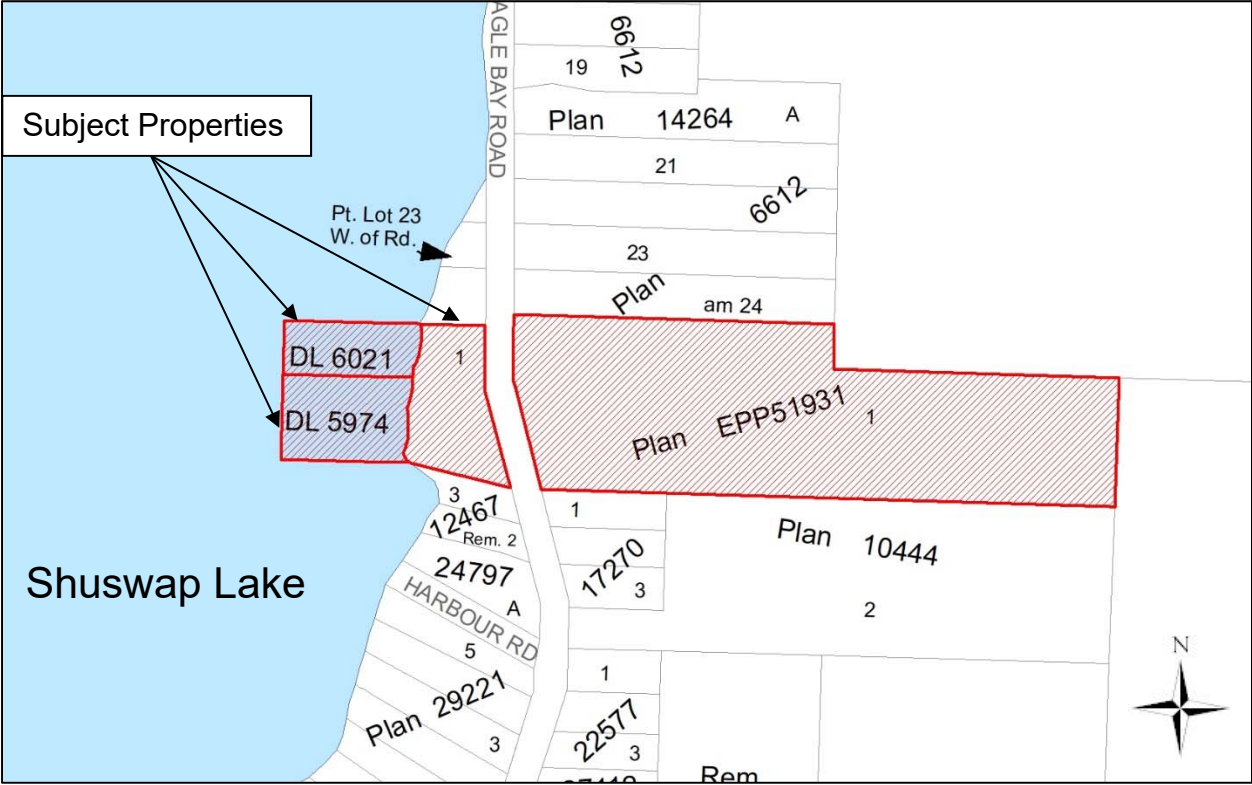 6612
19
AGLE BAY ROAD
Plan 14264 A
Subject Properties
21
6612
Pt. Lot 23
W. of Rd.
23
Plan
am 24
DL 6021
1
DL 5974
Plan EPP51931 1
3
12467
Rem. 2
1
17270
3
Plan 10444
2
24797
A
HARBOUR RD
Shuswap Lake
5
Plan 29221
3
1
22577
3
Rem
N